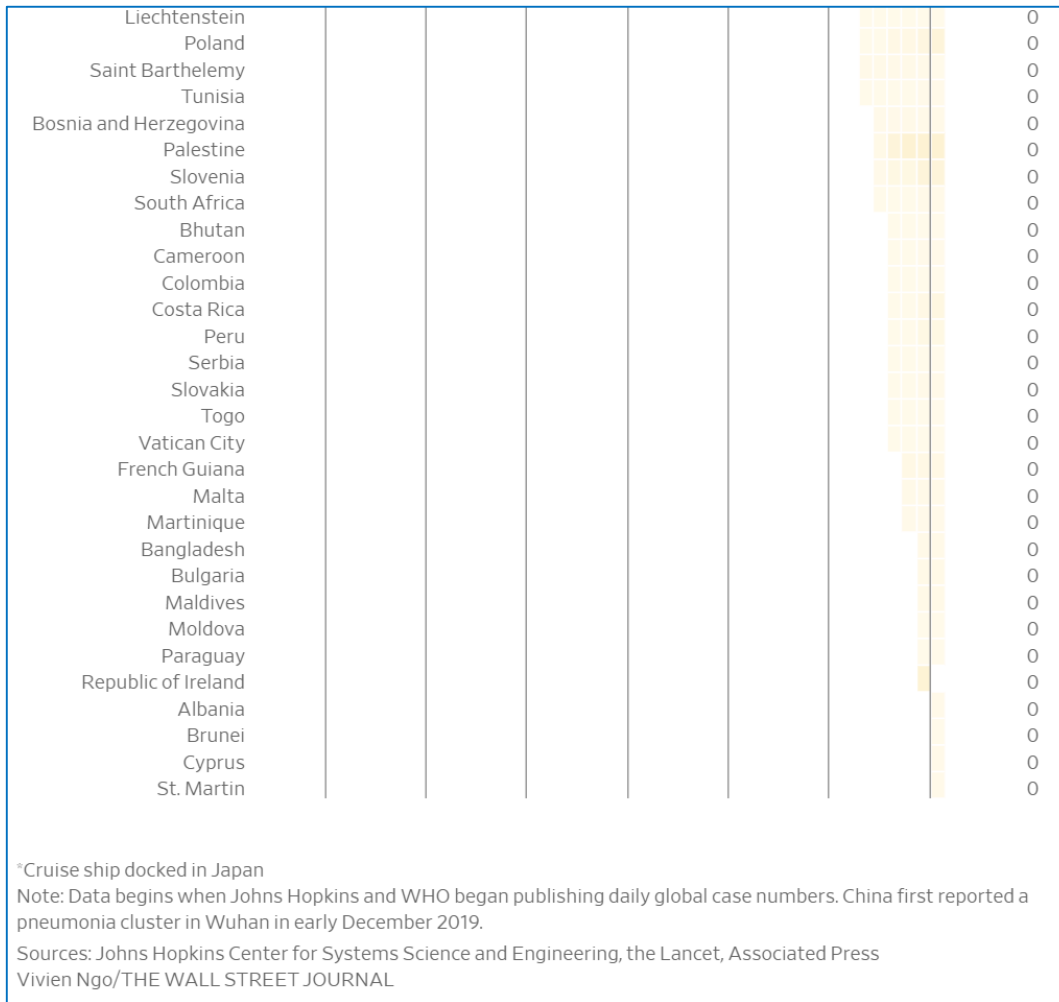 Liechtenstein 0
Poland 0
Saint Barthelemy 0
Tunisia 0
Bosnia and Herzegovina 0
Palestine 0
Slovenia 0
South Africa 0
Bhutan 0
Cameroon 0
Colombia 0
Costa Rica 0
Peru 0
Serbia 0
Slovakia 0
Togo 0
Vatican City 0
French Guiana 0
Malta 0
Martinique 0
Bangladesh 0
Bulgaria 0
Maldives 0
Moldova 0
Paraguay 0
Republic of Ireland 0
Albania 0
Brunei 0
Cyprus 0
St. Martin 0
*Cruise ship docked in Japan
Note: Data begins when Johns Hopkins and WHO began publishing daily global case numbers. China first reported a
pneumonia cluster in Wuhan in early December 2019.
Sources: Johns Hopkins Center for Systems Science and Engineering, the Lancet, Associated Press
Vivien Ngo/THE WALL STREET JOURNAL